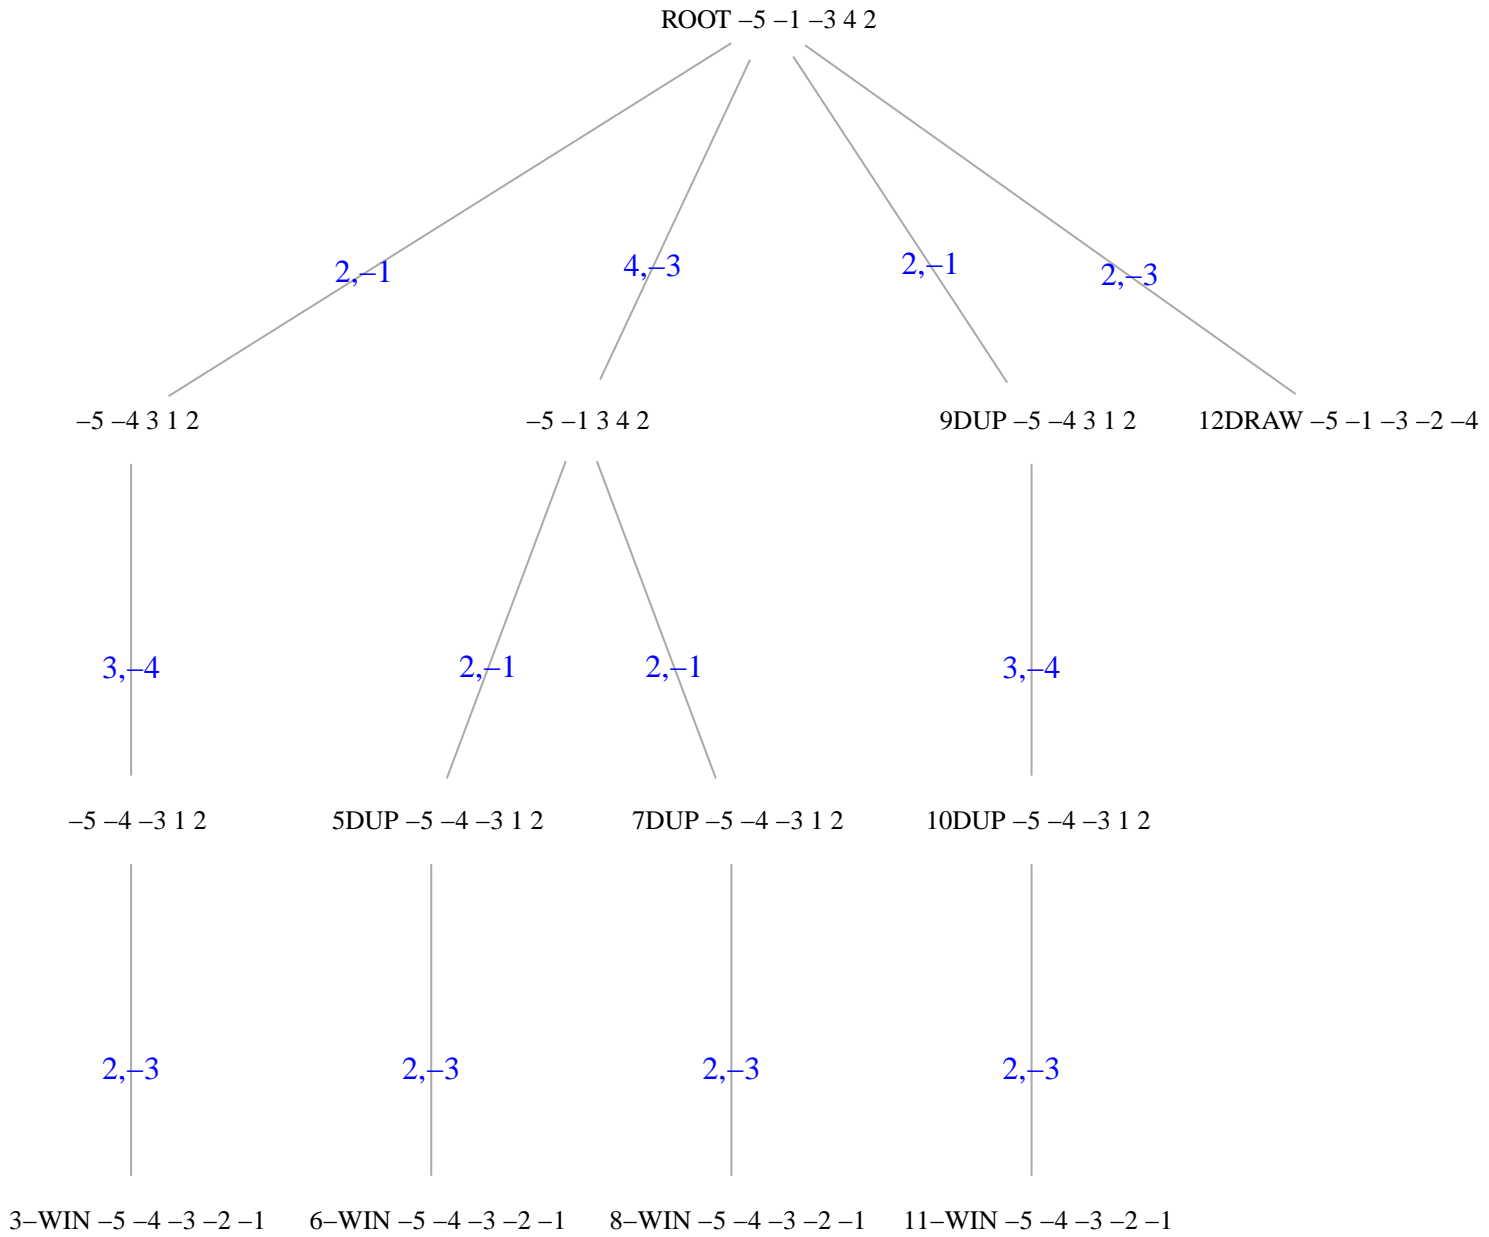 ROOT –5 –1 –3 4 2
2,–1
4,–3
2,–1
2,–3
–5 –4 3 1 2
–5 –1 3 4 2
9DUP –5 –4 3 1 2
12DRAW –5 –1 –3 –2 –4
3,–4
2,–1
2,–1
3,–4
–5 –4 –3 1 2
5DUP –5 –4 –3 1 2
7DUP –5 –4 –3 1 2
10DUP –5 –4 –3 1 2
2,–3
2,–3
2,–3
2,–3
3–WIN –5 –4 –3 –2 –1
6–WIN –5 –4 –3 –2 –1
8–WIN –5 –4 –3 –2 –1
11–WIN –5 –4 –3 –2 –1